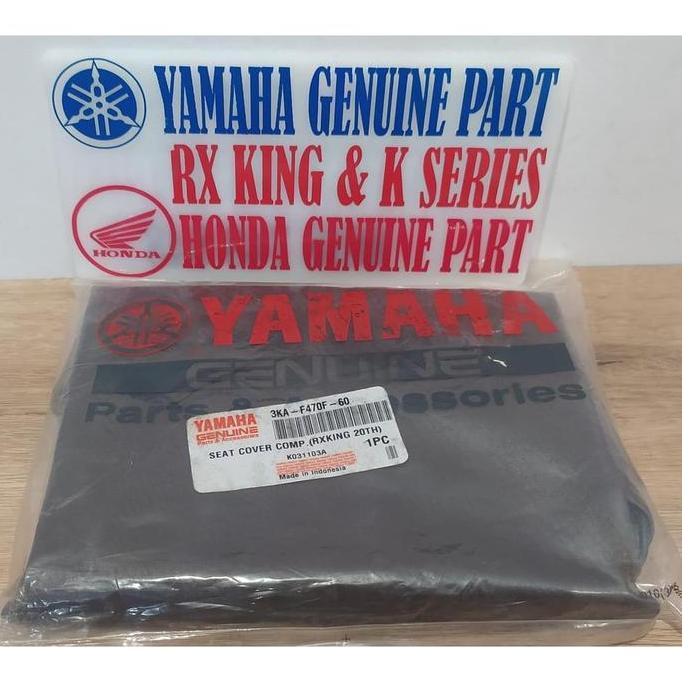 YAMAHA GENUINE PART
RX KING & K SERIES
HONDA
HONDA GENUINE PART
YAMAHA
GENUINE
Parts & Accessories
YAMAHA
GENUINE
Parts & Accessories
3KA-F470F-60
SEAT COVER COMP.(RXKING 20TH)
K031103A
1PC
Made in Indonesia